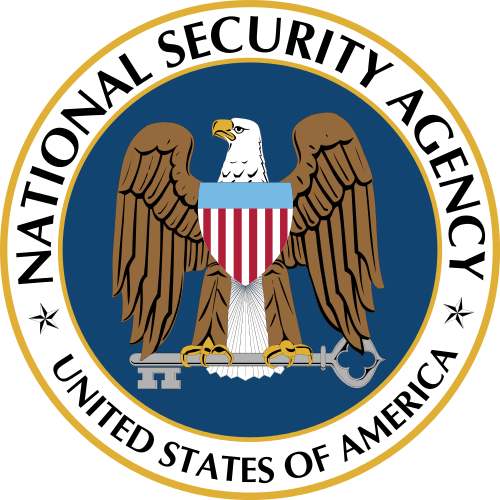 NATIONAL SECURITY AGENCY
UNITED STATES OF AMERICA